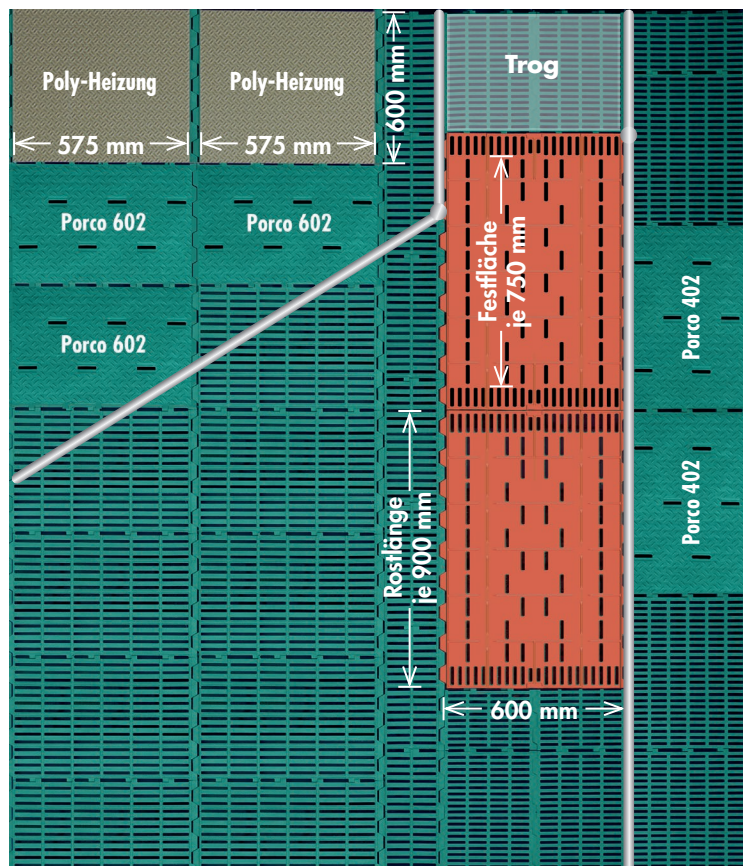 Poly-Heizung
Poly-Heizung
600 mm
Trog
575 mm
575 mm
Porco 602
Porco 602
Festfläche
je 750 mm
Porco 402
Porco 602
Rostlänge
je 900 mm
Porco 402
600 mm